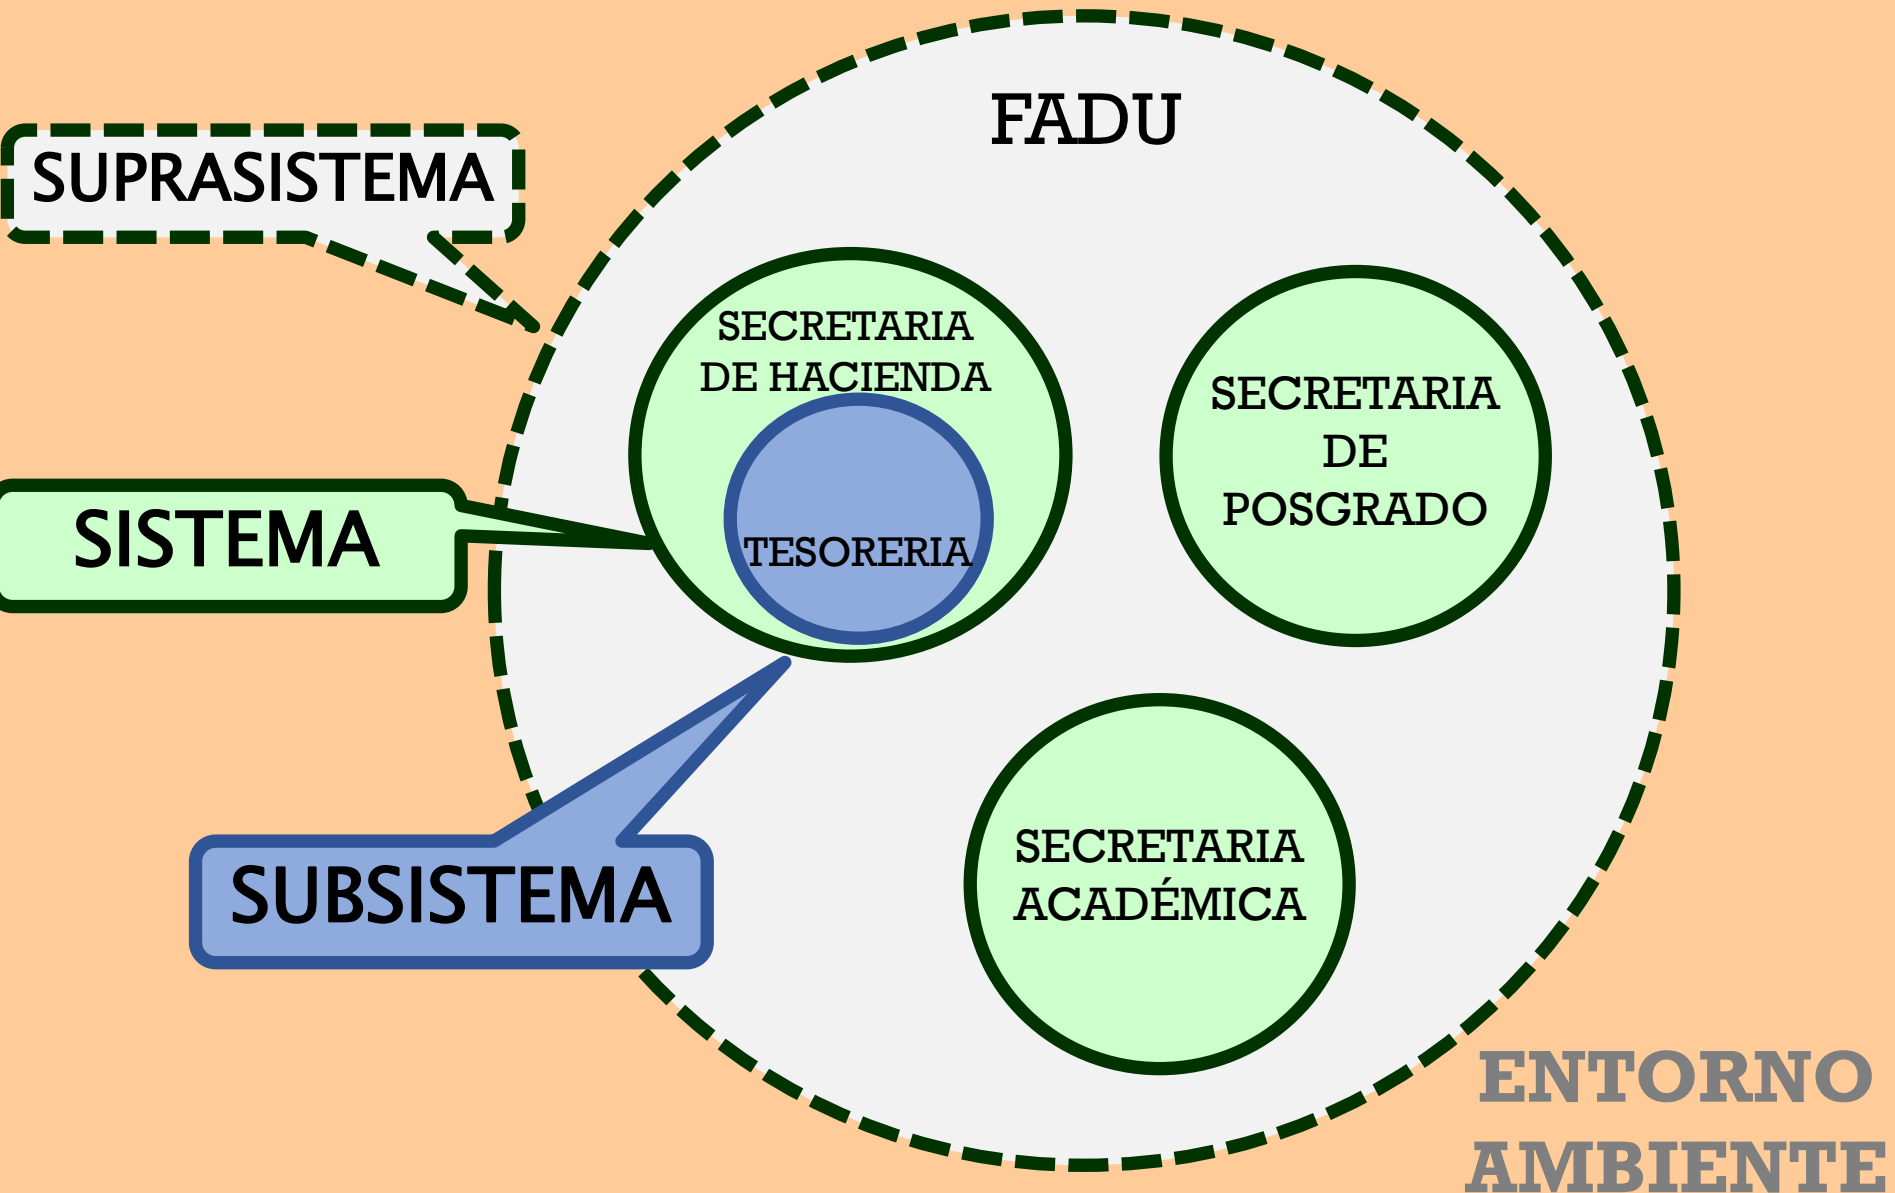 FADU
SUPRASISTEMA
SECRETARIA
DE HACIENDA
TESORERIA
SECRETARIA
DE
POSGRADO
SISTEMA
SUBSISTEMA
SECRETARIA
ACADÉMICA
ENTORNO
AMBIENTE